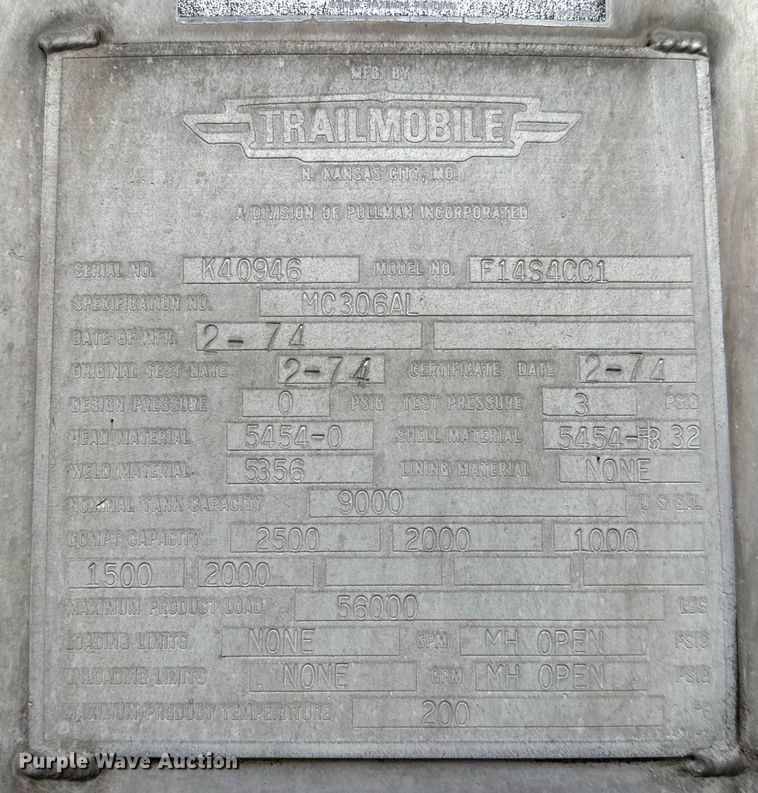 MFG. BY
TRAILMOBILE
N. KANSAS CITY, MO.
A DIVISION OF PULLMAN INCORPORATED
SERIAL NO. K40946 MODEL NO. F14S4CC1
SPECIFICATION NO. MC306AL
DATE OF MFR. 2-74
ORIGINAL TEST DATE 2-74 CERTIFICATE DATE 2-74
DESIGN PRESSURE 0 PSIG TEST PRESSURE 3 PSIG
HEAD MATERIAL 5454-0 SHELL MATERIAL 5454-H32
WELD MATERIAL 5356 LINING MATERIAL NONE
NOMINAL TANK CAPACITY 9000 U S GAL
COMPT CAPACITY 2500 2000 1000
1500 2000
MAXIMUM PRODUCT LOAD 56000 LBS
LOADING LIMITS NONE GPM MH OPEN PSIG
UNLOADING LIMITS NONE GPM MH OPEN PSIG
MAXIMUM PRODUCT TEMPERATURE 200 °F
Purple Wave Auction